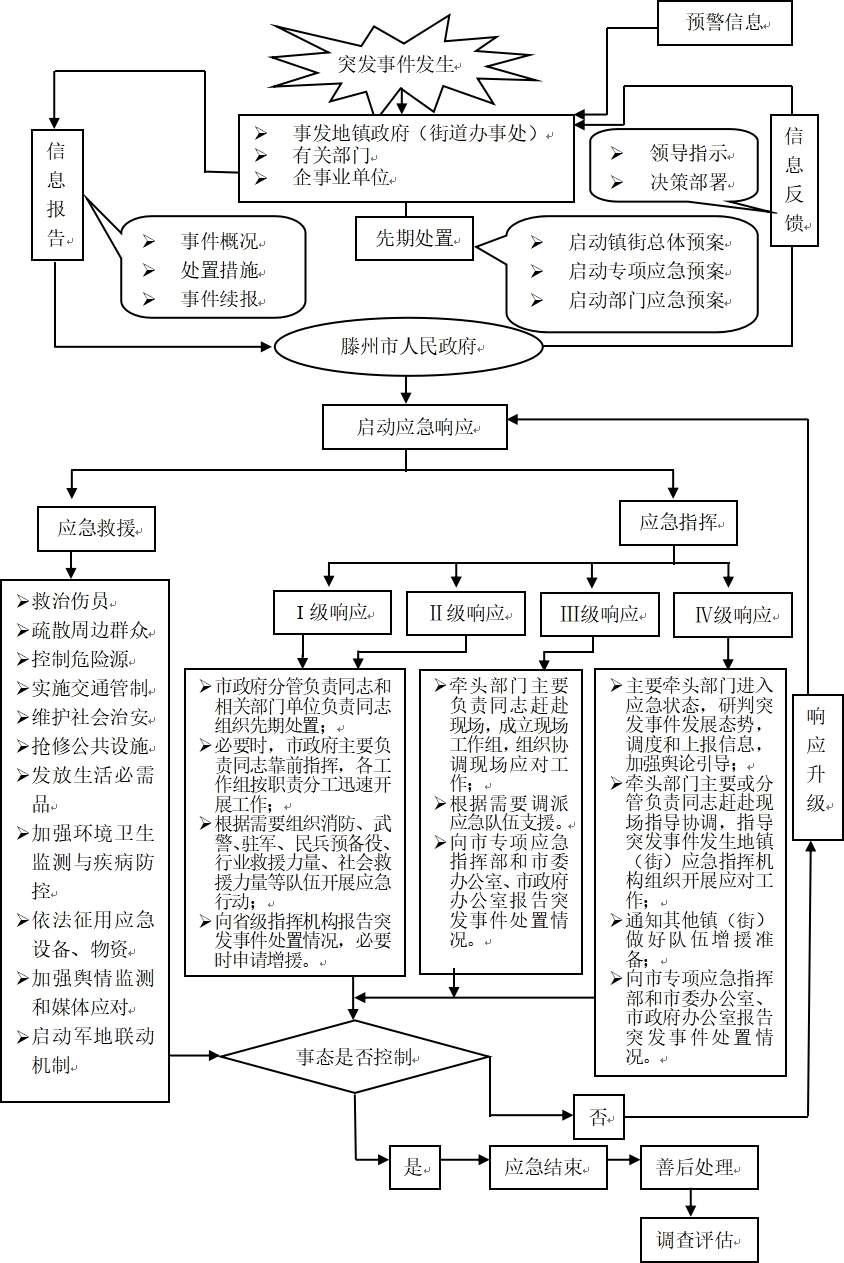 预警信息
突发事件发生
事发地镇政府（街道办事处）
有关部门
企事业单位
信
息
报
告
信
息
反
馈
领导指示
决策部署
先期处置
事件概况
处置措施
事件续报
启动镇街总体预案
启动专项应急预案
启动部门应急预案
滕州市人民政府
启动应急响应
应急救援
应急指挥
救治伤员
疏散周边群众
控制危险源
实施交通管制
维护社会治安
抢修公共设施
发放生活必需
品
加强环境卫生
监测与疾病防
控
依法征用应急
设备、物资
加强舆情监测
和媒体应对
启动军地联动
机制
Ⅰ级响应
Ⅱ级响应
Ⅲ级响应
Ⅳ级响应
市政府分管负责同志和
相关部门单位负责同志
组织先期处置；
必要时，市政府主要负
责同志靠前指挥，各工
作组按职责分工迅速开
展工作；
根据需要组织消防、武
警、驻军、民兵预备役、
行业救援力量、社会救
援力量等队伍开展应急
行动；
向省级指挥机构报告突
发事件处置情况，必要
时申请增援。
牵头部门主要
负责同志赶赴
现场，成立现场
工作组，组织协
调现场应对工
作；
根据需要调派
应急队伍支援。
向市专项应急
指挥部和市委
办公室、市政府
办公室报告突
发事件处置情
况。
主要牵头部门进入
应急状态，研判突
发事件发展态势，
调度和上报信息，
加强舆论引导；
牵头部门主要或分
管负责同志赶赴现
场指导协调，指导
突发事件发生地镇
（街）应急指挥机
构组织开展应对工
作；
通知其他镇（街）
做好队伍增援准
备；
向市专项应急指挥
部和市委办公室、
市政府办公室报告
突发事件处置情
况。
响
应
升
级
事态是否控制
否
是
应急结束
善后处理
调查评估